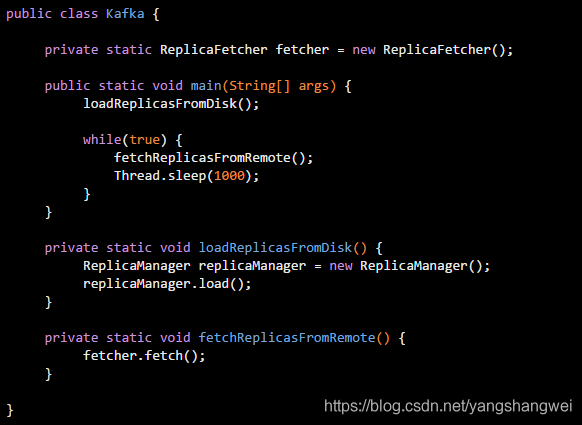 public class Kafka {
private static ReplicaFetcher fetcher = new ReplicaFetcher();
public static void main(String[] args) {
loadReplicasFromDisk();
while(true) {
fetchReplicasFromRemote();
Thread.sleep(1000);
}
}
private static void loadReplicasFromDisk() {
ReplicaManager replicaManager = new ReplicaManager();
replicaManager.load();
}
private static void fetchReplicasFromRemote() {
fetcher.fetch();
}
}
https://blog.csdn.net/yangshangwei